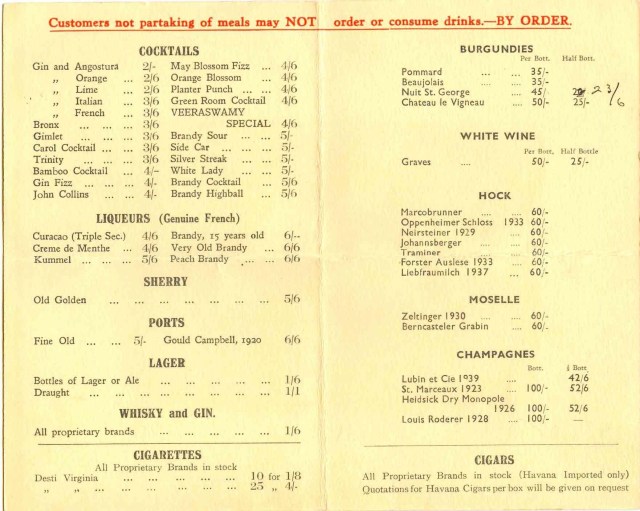 Customers not partaking of meals may NOT order or consume drinks.—BY ORDER.
COCKTAILS
Gin and Angostura 2/-
„ Orange ... 2/6
„ Lime ... 2/6
„ Italian ... 3/6
„ French ... 3/6
Bronx ... ... ... 3/6
Gimlet ... ... ... 3/6
Carol Cocktail ... ... 3/6
Trinity ... ... ... 3/6
Bamboo Cocktail ... 4/-
Gin Fizz ... ... ... 4/-
John Collins ... ... 4/-
May Blossom Fizz ... 4/6
Orange Blossom ... 4/6
Planter Punch ... ... 4/6
Green Room Cocktail 4/6
VEERASWAMY
SPECIAL 4/6
Brandy Sour ... ... 5/-
Side Car ... ... ... 5/-
Silver Streak ... ... 5/-
White Lady ... ... 5/-
Brandy Cocktail ... 5/6
Brandy Highball ... 5/6
LIQUEURS (Genuine French)
Curacao (Triple Sec.) 4/6
Creme de Menthe ... 4/6
Kummel ... ... ... 5/6
Brandy, 15 years old 6/--
Very Old Brandy ... 6/6
Peach Brandy ... ... 6/6
SHERRY
Old Golden ... ... ... ... ... ... 5/6
PORTS
Fine Old ... ... 5/- Gould Campbell, 1920 6/6
LAGER
Bottles of Lager or Ale ... ... ... ... 1/6
Draught ... ... ... ... ... ... ... 1/1
WHISKY and GIN.
All proprietary brands ... ... ... ... 1/6
CIGARETTES
All Proprietary Brands in stock
Desti Virginia ... ... ... ... ... 10 for 1/8
„ „ ... ... ... ... ... 25 „ 4/-
BURGUNDIES
Per Bott. Half Bott.
Pommard ... ... 35/-
Beaujolais ... ... 35/-
Nuit St. George ... 45/- 23/6
Chateau le Vigneau ... 50/- 25/-
WHITE WINE
Per Bott. Half Bottle
Graves .... 50/- 25/-
HOCK
Marcobrunner .... .... 60/-
Oppenheimer Schloss 1933 60/-
Neirsteiner 1929 .... 60/-
Johannsberger .... 60/-
Traminer .... .... 60/-
Forster Auslese 1933 .... 60/-
Liebfraumilch 1937 ... 60/-
MOSELLE
Zeltinger 1930 .... .... 60/-
Berncasteler Grabin .... 60/-
CHAMPAGNES
Bott. ½ Bott.
Lubin et Cie 1939 .... 42/6
St. Marceaux 1923 .... 100/- 52/6
Heidsick Dry Monopole
1926 100/- 52/6
Louis Roderer 1928 .... 100/- —
CIGARS
All Proprietary Brands in stock (Havana Imported only)
Quotations for Havana Cigars per box will be given on request